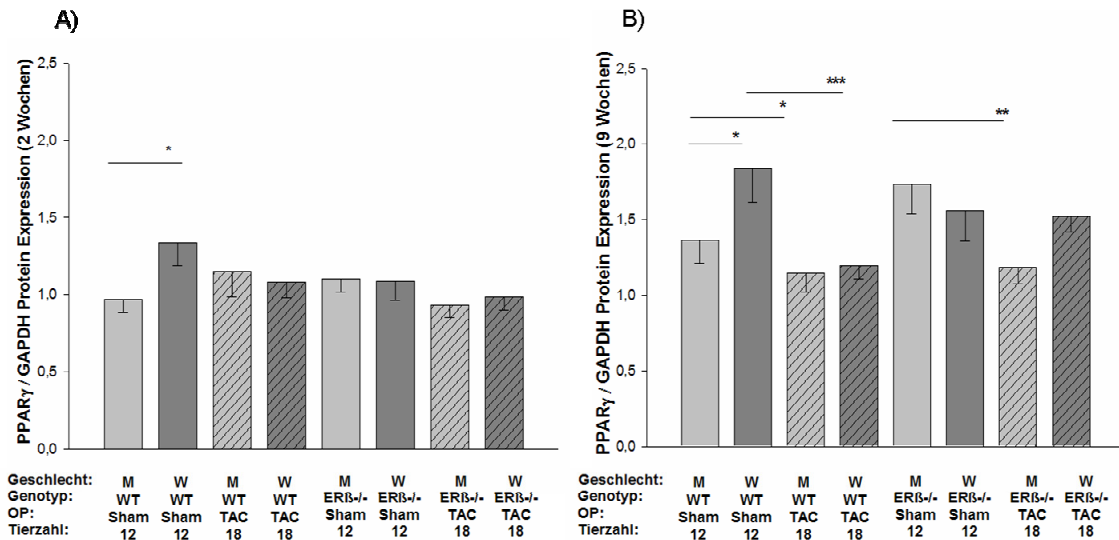 A)
B)
PPARγ / GAPDH Protein Expression (2 Wochen)
2,5
2,0
1,5
1,0
0,5
0,0
*
Geschlecht: M W M W M W M W
Genotyp: WT WT WT WT ERß-/- ERß-/- ERß-/- ERß-/-
OP: Sham Sham TAC TAC Sham Sham TAC TAC
Tierzahl: 12 12 18 18 12 12 18 18
PPARγ / GAPDH Protein Expression (9 Wochen)
2,5
2,0
1,5
1,0
0,5
0,0
***
*
**
*
Geschlecht: M W M W M W M W
Genotyp: WT WT WT WT ERß-/- ERß-/- ERß-/- ERß-/-
OP: Sham Sham TAC TAC Sham Sham TAC TAC
Tierzahl: 12 12 18 18 12 12 18 18